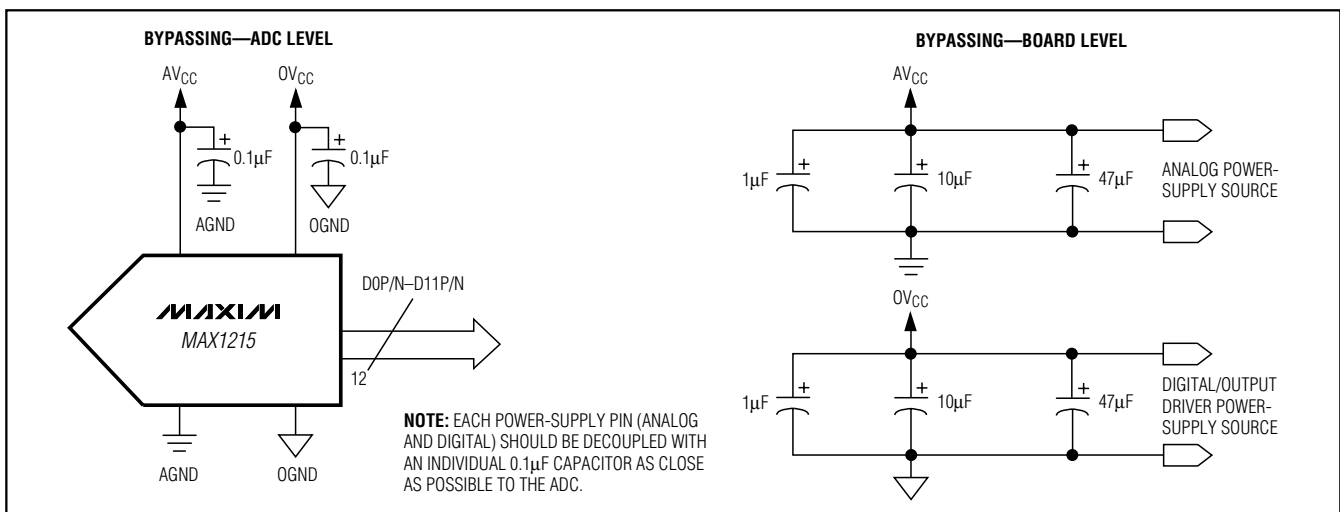 BYPASSING—ADC LEVEL
AVCC
OVCC
+
0.1µF
+
0.1µF
AGND
OGND
D0P/N–D11P/N
MAXIM
MAX1215
12
AGND
OGND
NOTE: EACH POWER-SUPPLY PIN (ANALOG
AND DIGITAL) SHOULD BE DECOUPLED WITH
AN INDIVIDUAL 0.1µF CAPACITOR AS CLOSE
AS POSSIBLE TO THE ADC.
BYPASSING—BOARD LEVEL
AVCC
+
1µF
+
10µF
+
47µF
ANALOG POWER-
SUPPLY SOURCE
OVCC
+
1µF
+
10µF
+
47µF
DIGITAL/OUTPUT
DRIVER POWER-
SUPPLY SOURCE